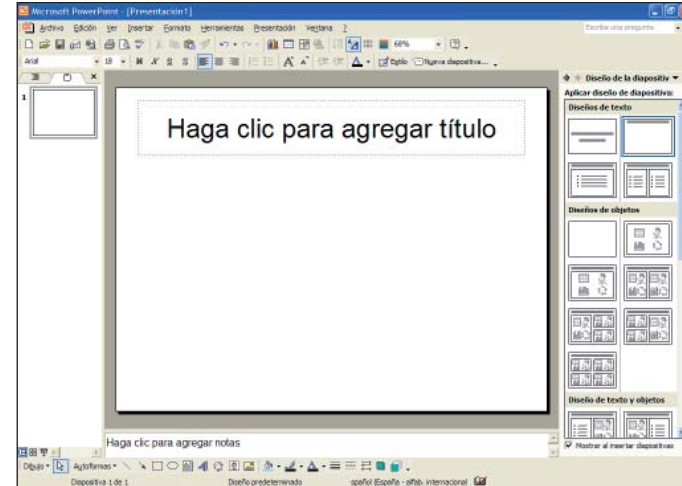 Microsoft PowerPoint - [Presentación1]
Archivo Edición Ver Insertar Formato Herramientas Presentación Ventana ?
Escriba una pregunta
66%
Arial 18 N K S S Estilo Nueva diapositiva...
Diseño de la diapositiv
Aplicar diseño de diapositiva:
Diseños de texto
1
Haga clic para agregar título
Diseños de objetos
Diseño de texto y objetos
Haga clic para agregar notas
Mostrar al insertar diapositivas
Dibujo Autoformas
Diapositiva 1 de 1 Diseño predeterminado spañol (España - alfab. internacional